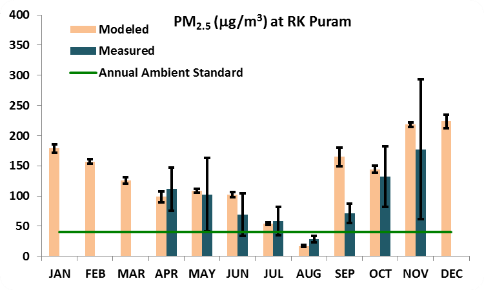 PM2.5 (µg/m³) at RK Puram
Modeled
Measured
Annual Ambient Standard
400
350
300
250
200
150
100
50
0
JAN FEB MAR APR MAY JUN JUL AUG SEP OCT NOV DEC